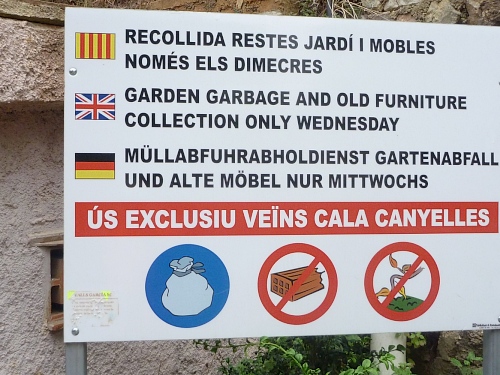 RECOLLIDA RESTES JARDÍ I MOBLES
NOMÉS ELS DIMECRES
GARDEN GARBAGE AND OLD FURNITURE
COLLECTION ONLY WEDNESDAY
MÜLLABFUHRABHOLDIENST GARTENABFALL
UND ALTE MÖBEL NUR MITTWOCHS
ÚS EXCLUSIU VEÏNS CALA CANYELLES